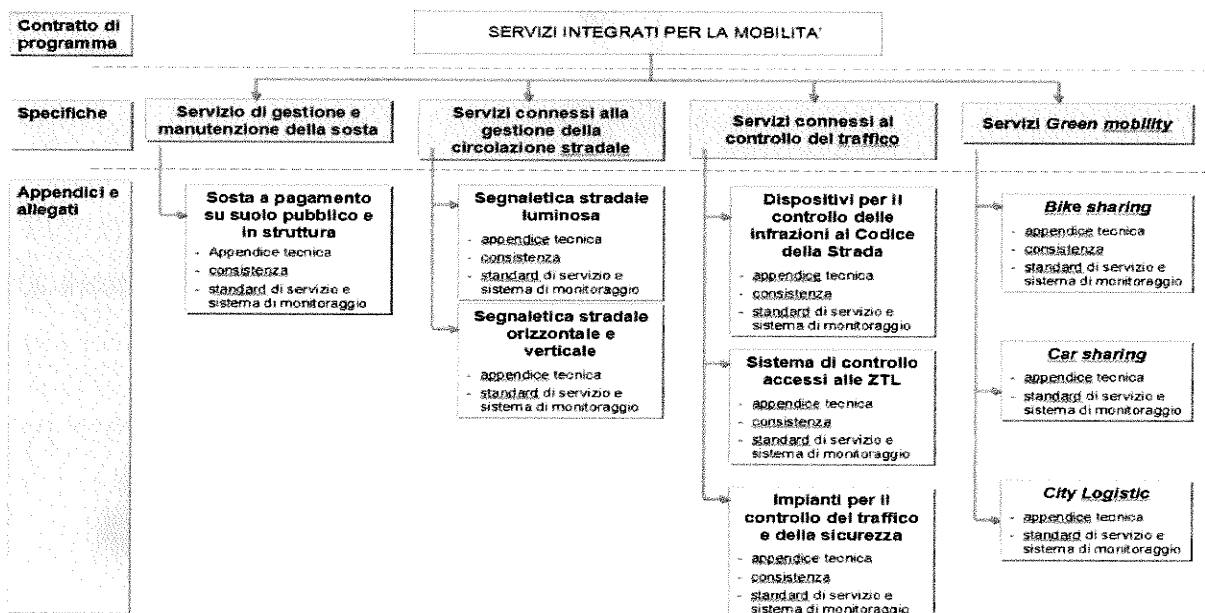 Contratto di
programma
SERVIZI INTEGRATI PER LA MOBILITA'
Specifiche
Servizio di gestione e
manutenzione della sosta
Servizi connessi alla
gestione della
circolazione stradale
Servizi connessi al
controllo del traffico
Servizi Green mobility
Appendici e
allegati
Sosta a pagamento
su suolo pubblico e
in struttura
- Appendice tecnica
- consistenza
- standard di servizio e
sistema di monitoraggio
Segnaletica stradale
luminosa
- appendice tecnica
- consistenza
- standard di servizio e
sistema di monitoraggio
Segnaletica stradale
orizzontale e
verticale
- appendice tecnica
- standard di servizio e
sistema di monitoraggio
Dispositivi per il
controllo delle
infrazioni al Codice
della Strada
- appendice tecnica
- consistenza
- standard di servizio e
sistema di monitoraggio
Sistema di controllo
accessi alle ZTL
- appendice tecnica
- consistenza
- standard di servizio e
sistema di monitoraggio
Impianti per il
controllo del traffico
e della sicurezza
- appendice tecnica
- consistenza
- standard di servizio e
sistema di monitoraggio
Bike sharing
- appendice tecnica
- consistenza
- standard di servizio e
sistema di monitoraggio
Car sharing
- appendice tecnica
- standard di servizio e
sistema di monitoraggio
City Logistic
- appendice tecnica
- standard di servizio e
sistema di monitoraggio